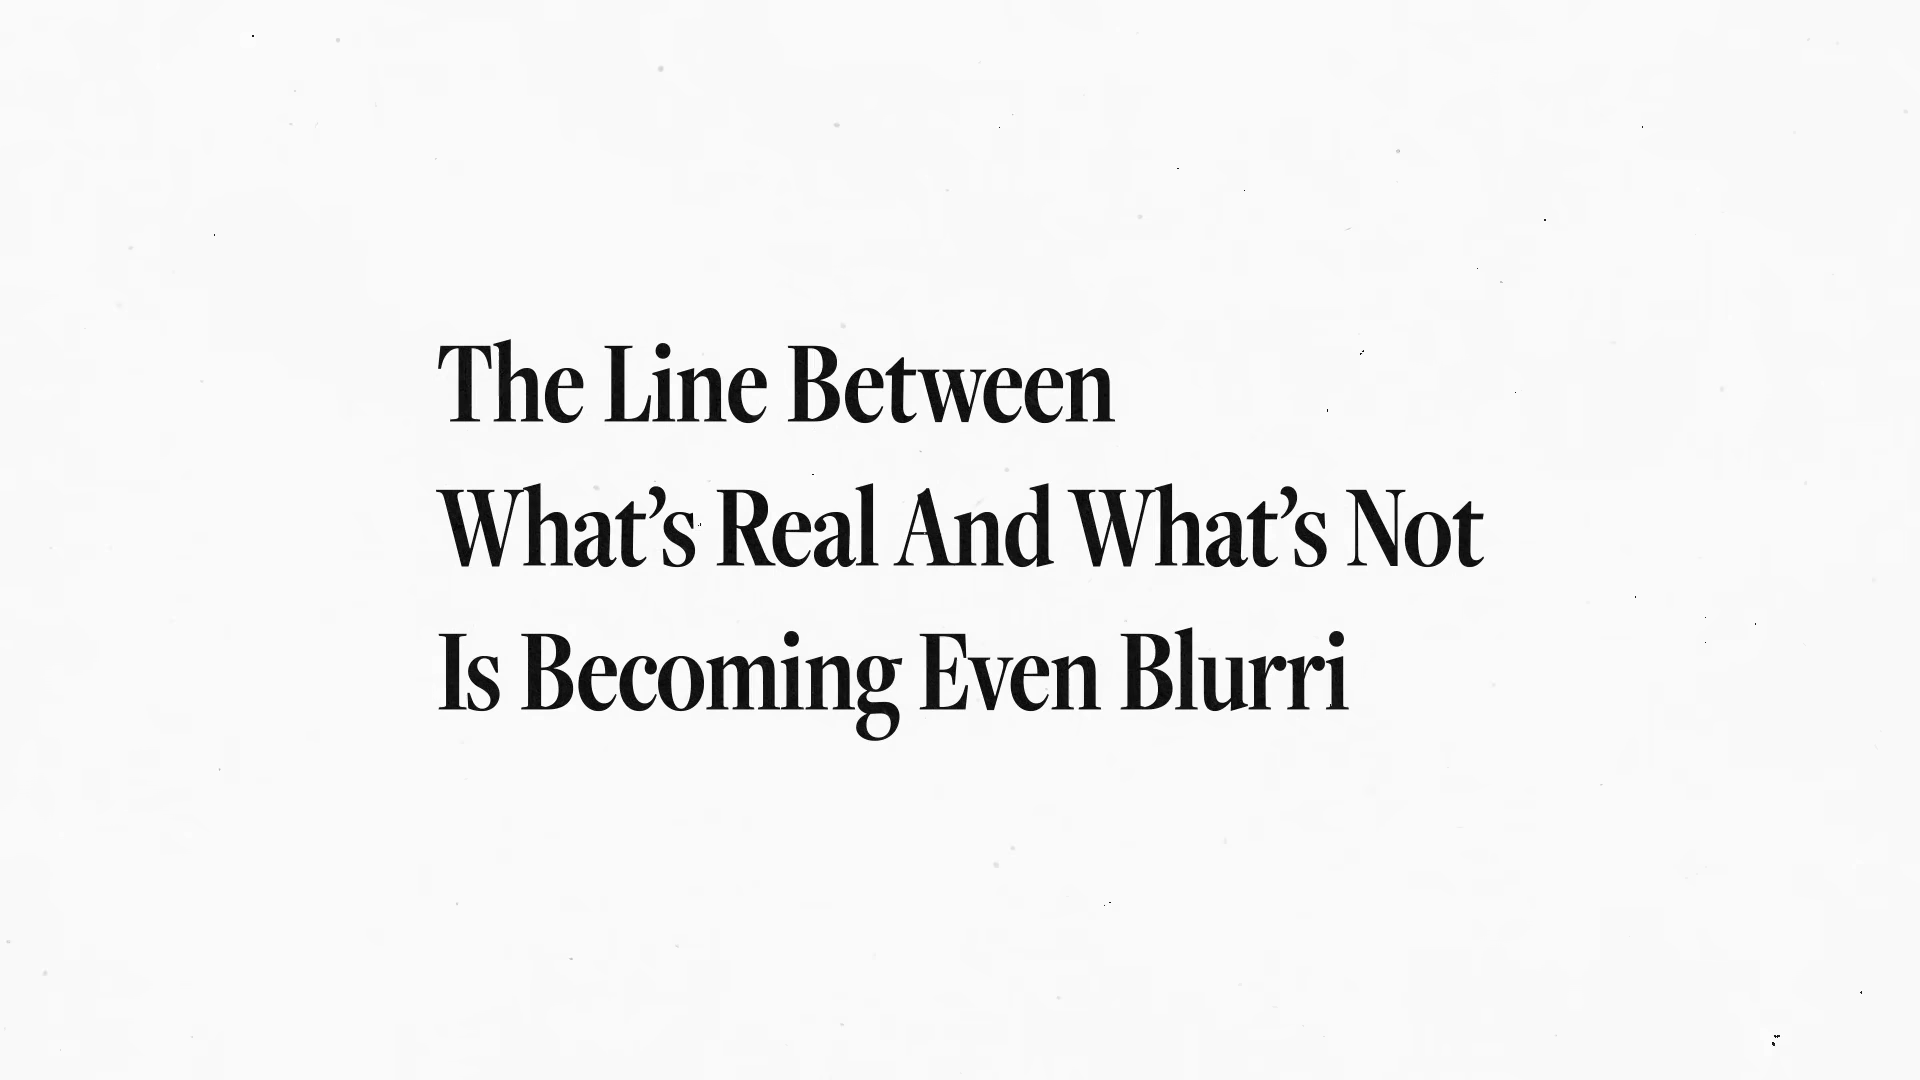 The Line Between
What’s Real And What’s Not
Is Becoming Even Blurri